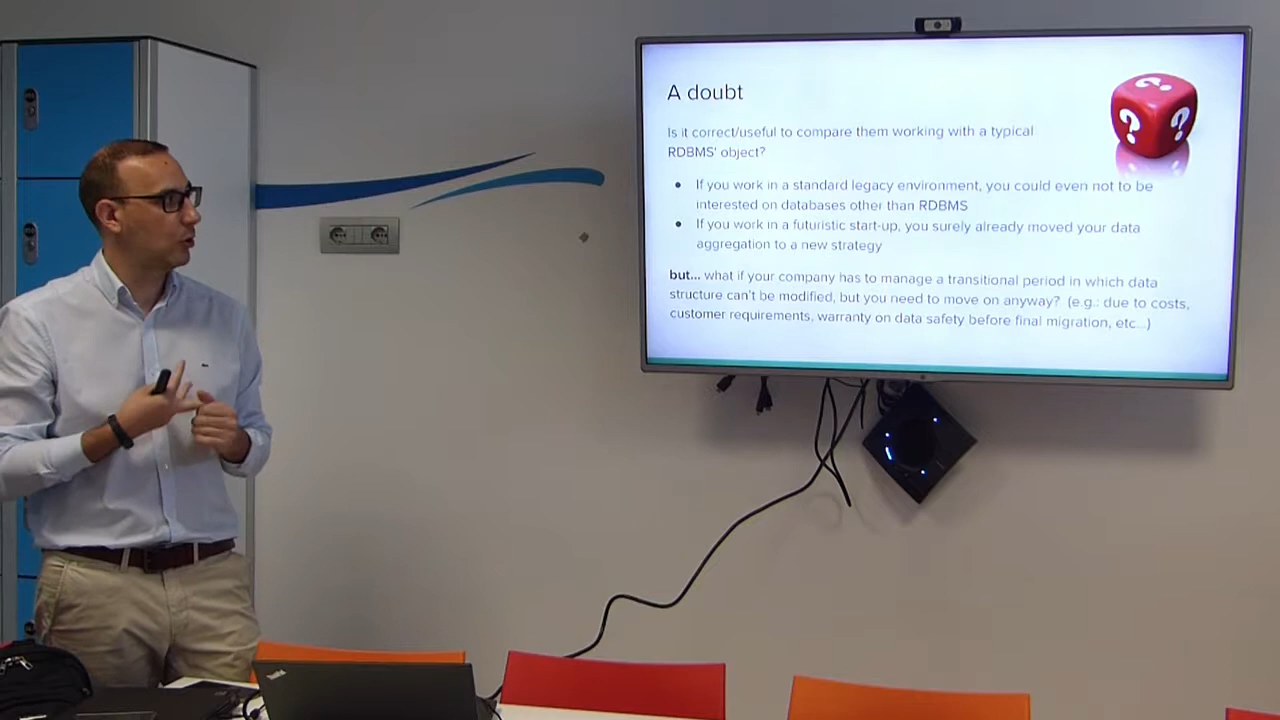 A doubt
Is it correct/useful to compare them working with a typical
RDBMS' object?
● If you work in a standard legacy environment, you could even not to be
interested on databases other than RDBMS
● If you work in a futuristic start-up, you surely already moved your data
aggregation to a new strategy
but... what if your company has to manage a transitional period in which data
structure can't be modified, but you need to move on anyway? (e.g.: due to costs,
customer requirements, warranty on data safety before final migration, etc...)
? ? ?
ThinkPad